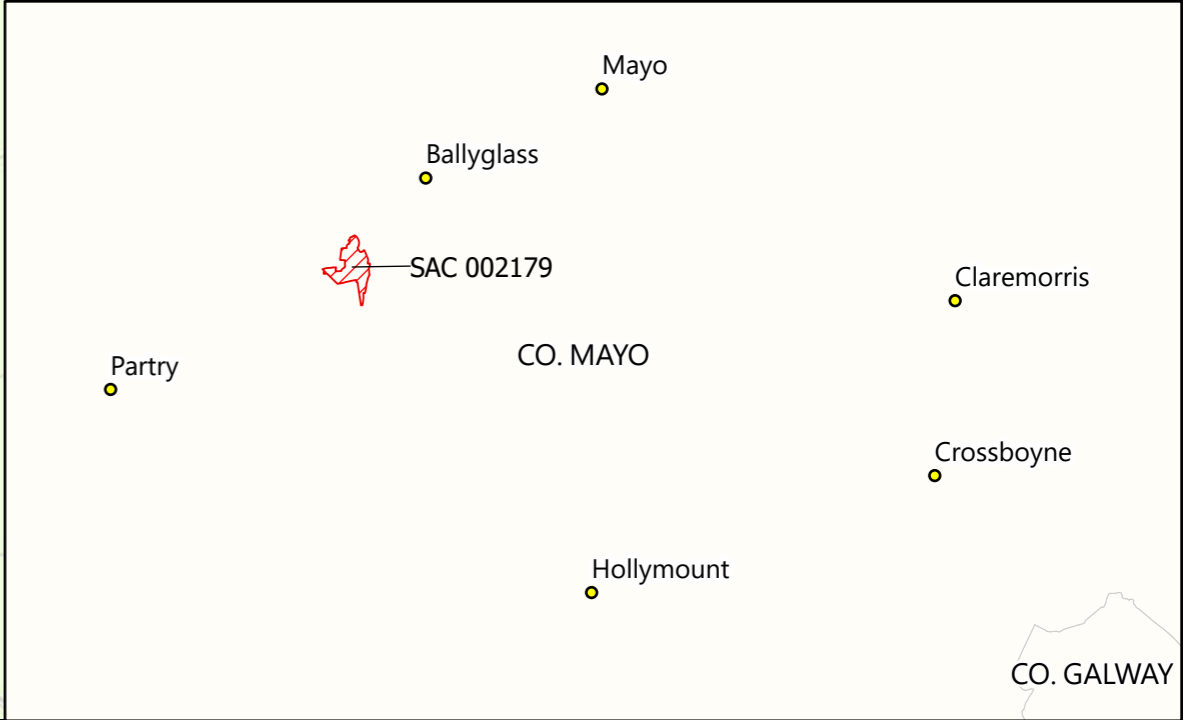 Mayo
Ballyglass
SAC 002179
Claremorris
CO. MAYO
Partry
Crossboyne
Hollymount
CO. GALWAY